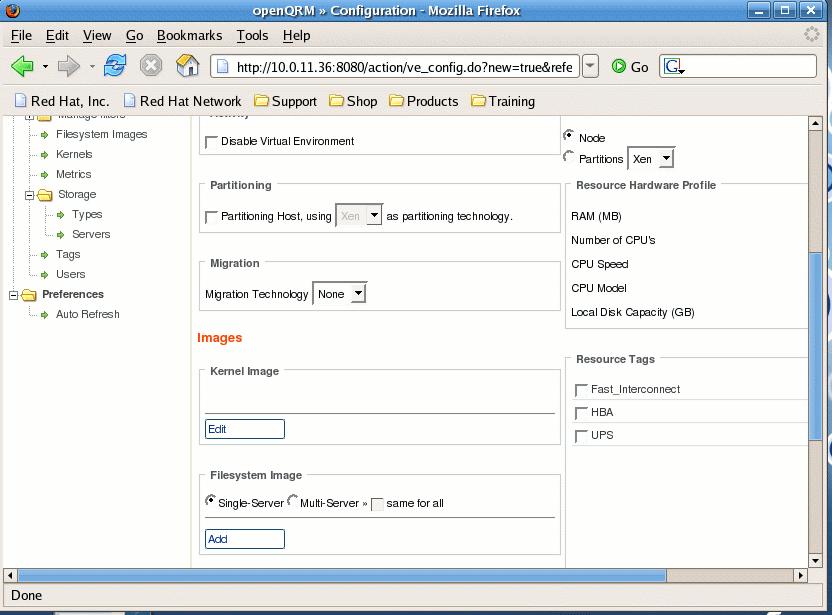 openQRM » Configuration - Mozilla Firefox
File Edit View Go Bookmarks Tools Help
http://10.0.11.36:8080/action/ve_config.do?new=true&refe
Go
G
Red Hat, Inc. Red Hat Network Support Shop Products Training
Manage filters
Filesystem Images
Kernels
Metrics
Storage
Types
Servers
Tags
Users
Preferences
Auto Refresh
Activity
Disable Virtual Environment
Partitioning
Partitioning Host, using Xen as partitioning technology.
Migration
Migration Technology None
Images
Kernel Image
Edit
Filesystem Image
Single-Server Multi-Server » same for all
Add
Node
Partitions Xen
Resource Hardware Profile
RAM (MB)
Number of CPU's
CPU Speed
CPU Model
Local Disk Capacity (GB)
Resource Tags
Fast_Interconnect
HBA
UPS
Done